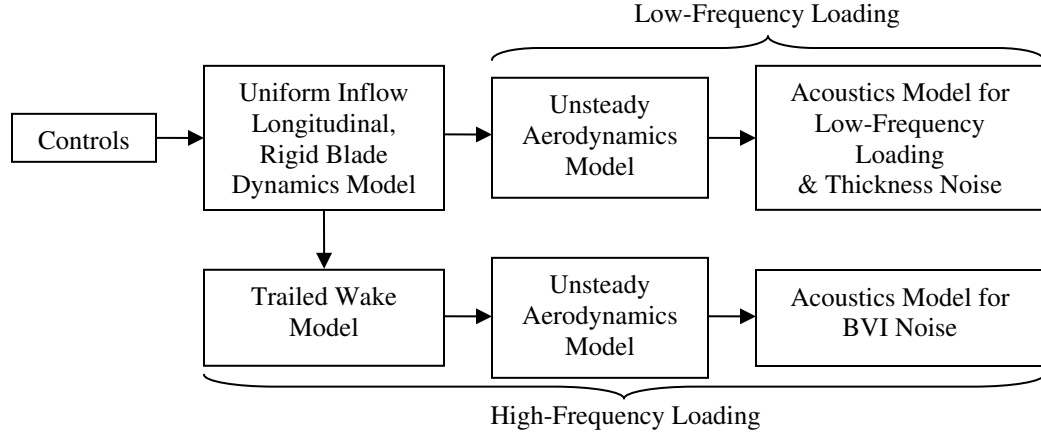 Low-Frequency Loading
Controls
Uniform Inflow
Longitudinal,
Rigid Blade
Dynamics Model
Unsteady
Aerodynamics
Model
Acoustics Model for
Low-Frequency
Loading
& Thickness Noise
Trailed Wake
Model
Unsteady
Aerodynamics
Model
Acoustics Model for
BVI Noise
High-Frequency Loading